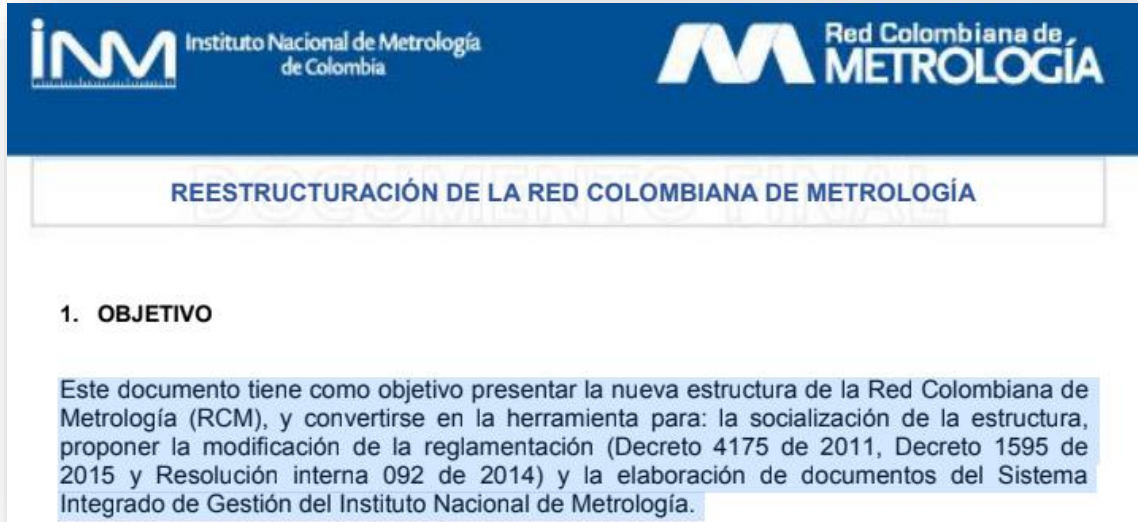 İNM Instituto Nacional de Metrología
de Colombia
Red Colombiana de
METROLOGÍA
DOCUMENTO FINAL
REESTRUCTURACIÓN DE LA RED COLOMBIANA DE METROLOGÍA
1. OBJETIVO
Este documento tiene como objetivo presentar la nueva estructura de la Red Colombiana de
Metrología (RCM), y convertirse en la herramienta para: la socialización de la estructura,
proponer la modificación de la reglamentación (Decreto 4175 de 2011, Decreto 1595 de
2015 y Resolución interna 092 de 2014) y la elaboración de documentos del Sistema
Integrado de Gestión del Instituto Nacional de Metrología.